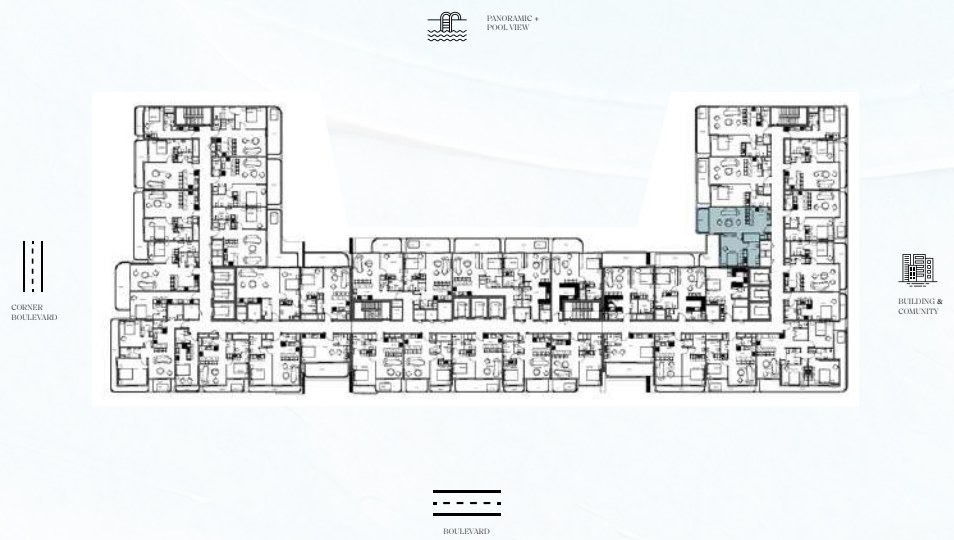 PANORAMIC +
POOL VIEW
CORNER
BOULEVARD
BUILDING &
COMUNITY
BOULEVARD